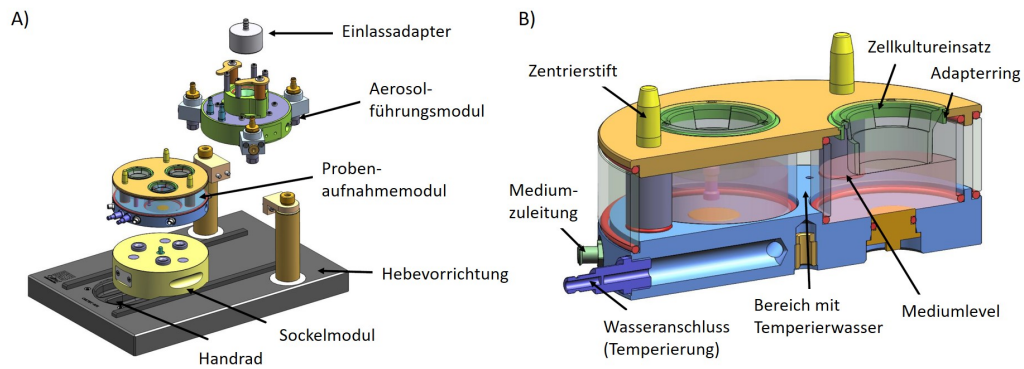 A)
Einlassadapter
Aerosol-
führungsmodul
Proben-
aufnahmemodul
Hebevorrichtung
Sockelmodul
Handrad
B)
Zellkultureinsatz
Zentrierstift
Adapterring
Medium-
zuleitung
Bereich mit
Temperierwasser
Mediumlevel
Wasseranschluss
(Temperierung)